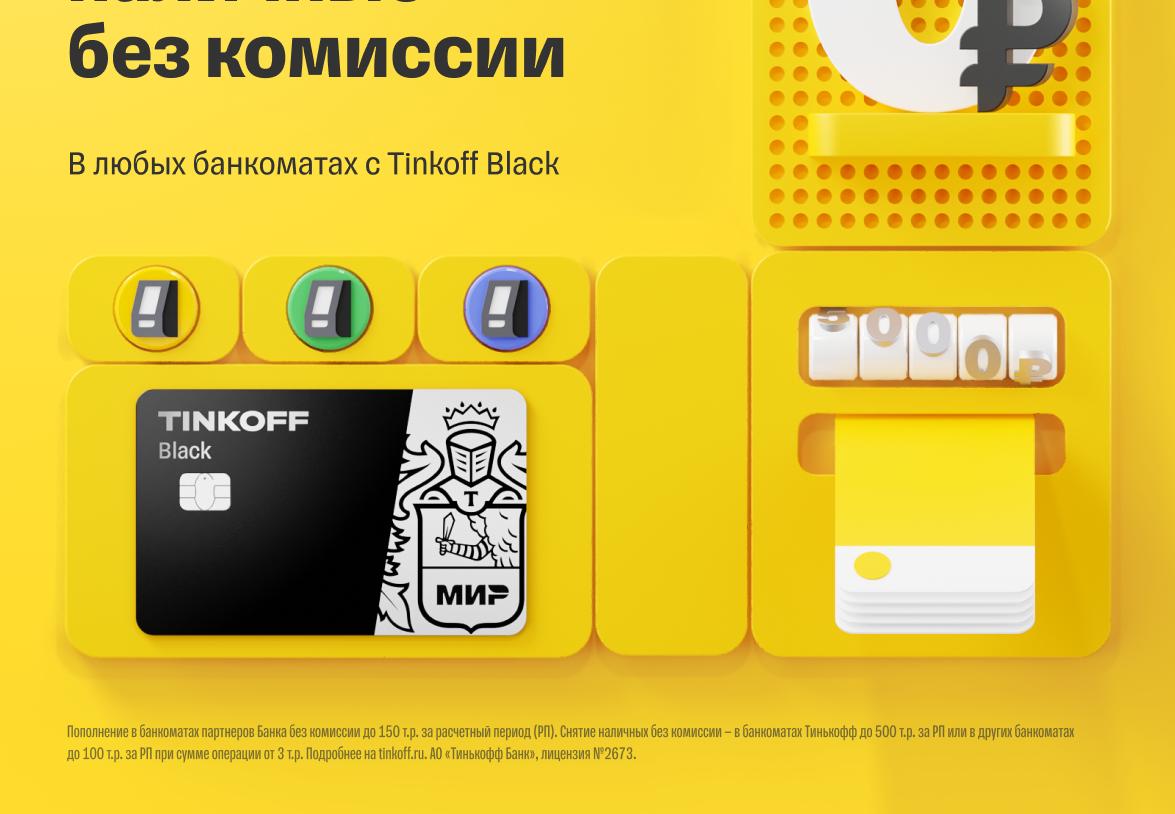 наличные
без комиссии
0 ₽
В любых банкоматах с Tinkoff Black
5000₽
TINKOFF
Black
Т
МИР
Пополнение в банкоматах партнеров Банка без комиссии до 150 т.р. за расчетный период (РП). Снятие наличных без комиссии – в банкоматах Тинькофф до 500 т.р. за РП или в других банкоматах
до 100 т.р. за РП при сумме операции от 3 т.р. Подробнее на tinkoff.ru. АО «Тинькофф Банк», лицензия №2673.